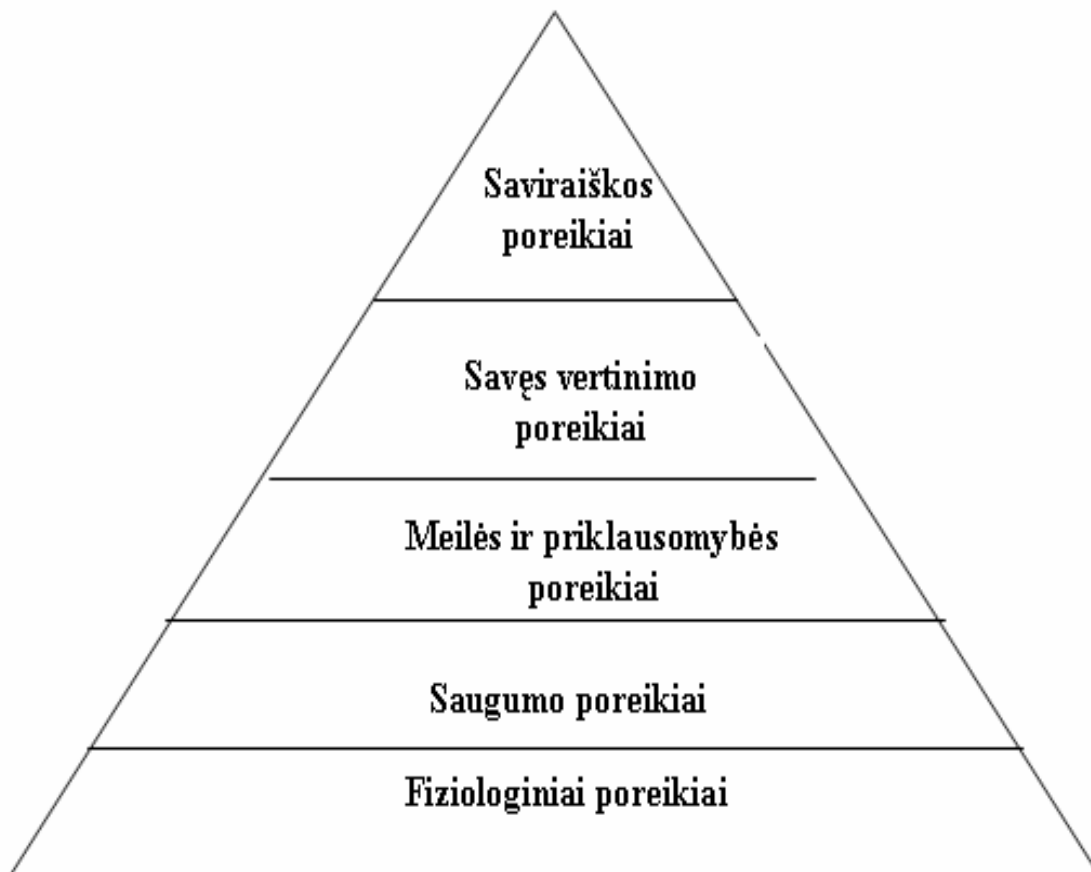 Saviraiškos
poreikiai
Savęs vertinimo
poreikiai
Meilės ir priklausomybės
poreikiai
Saugumo poreikiai
Fiziologiniai poreikiai